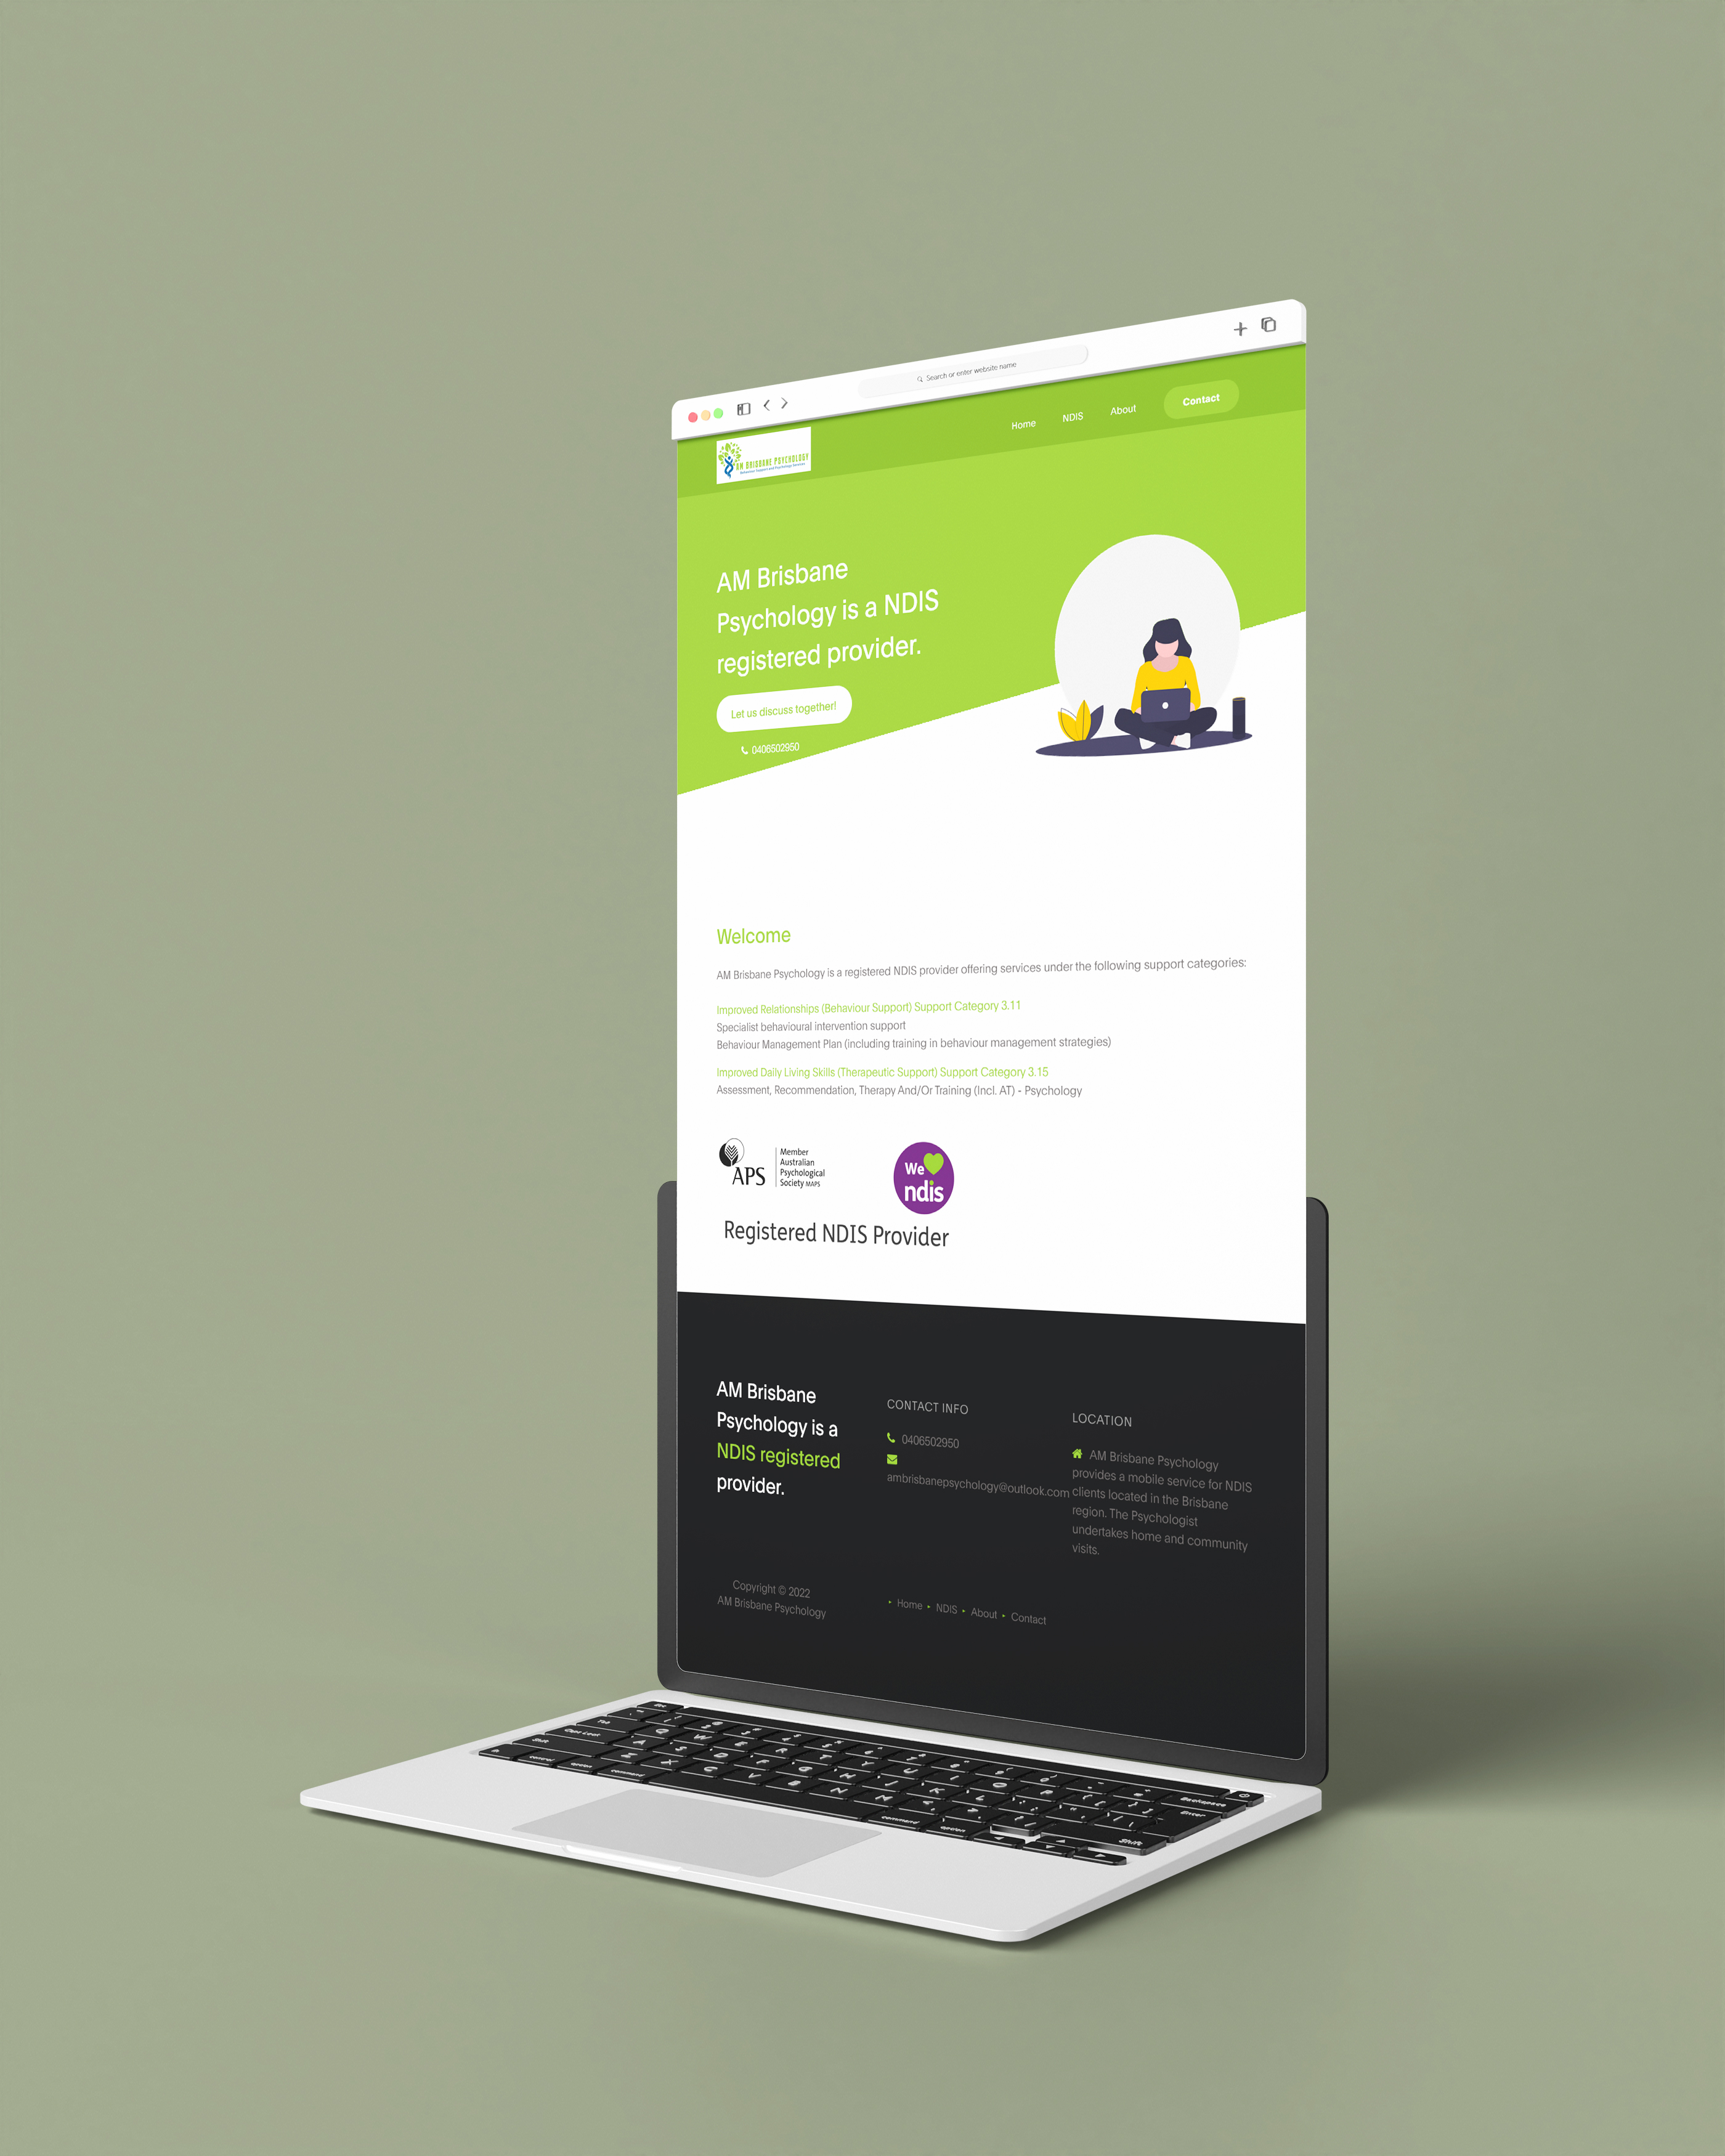 Search or enter website name
AM BRISBANE PSYCHOLOGY
Behaviour Support and Psychology Services
Home
NDIS
About
Contact
AM Brisbane
Psychology is a NDIS
registered provider.
Let us discuss together!
0406502950
Welcome
AM Brisbane Psychology is a registered NDIS provider offering services under the following support categories:
Improved Relationships (Behaviour Support) Support Category 3.11
Specialist behavioural intervention support
Behaviour Management Plan (including training in behaviour management strategies)
Improved Daily Living Skills (Therapeutic Support) Support Category 3.15
Assessment, Recommendation, Therapy And/Or Training (Incl. AT) - Psychology
APS
Member
Australian
Psychological
Society MAPS
We
ndis
Registered NDIS Provider
AM Brisbane
Psychology is a
NDIS registered
provider.
CONTACT INFO
0406502950
ambrisbanepsychology@outlook.com
LOCATION
AM Brisbane Psychology
provides a mobile service for NDIS
clients located in the Brisbane
region. The Psychologist
undertakes home and community
visits.
Copyright © 2022
AM Brisbane Psychology
Home
NDIS
About
Contact